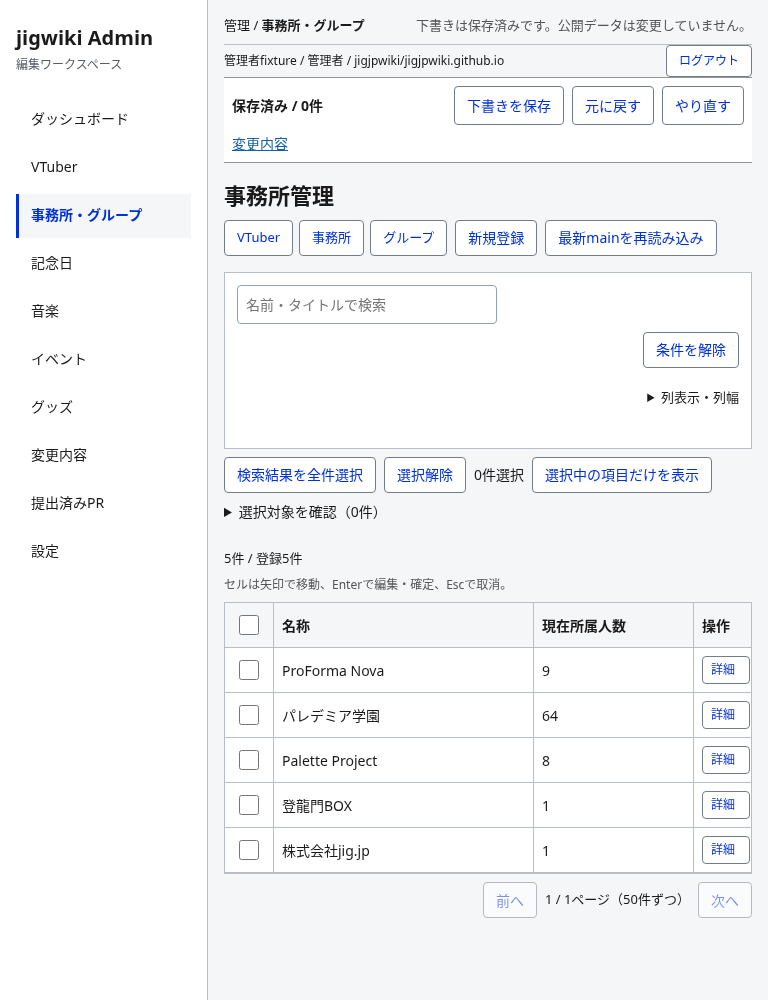 jigwiki Admin
編集ワークスペース
ダッシュボード
VTuber
事務所・グループ
記念日
音楽
イベント
グッズ
変更内容
提出済みPR
設定
管理 / 事務所・グループ
下書きは保存済みです。公開データは変更していません。
管理者fixture / 管理者 / jigjpwiki/jigjpwiki.github.io
ログアウト
保存済み / 0件
下書きを保存
元に戻す
やり直す
変更内容
事務所管理
VTuber
事務所
グループ
新規登録
最新mainを再読み込み
名前・タイトルで検索
条件を解除
▶ 列表示・列幅
検索結果を全件選択
選択解除
0件選択
選択中の項目だけを表示
▶ 選択対象を確認（0件）
5件 / 登録5件
セルは矢印で移動、Enterで編集・確定、Escで取消。
名称 現在所属人数 操作
ProForma Nova 9 詳細
パレデミア学園 64 詳細
Palette Project 8 詳細
登龍門BOX 1 詳細
株式会社jig.jp 1 詳細
前へ 1 / 1ページ（50件ずつ） 次へ